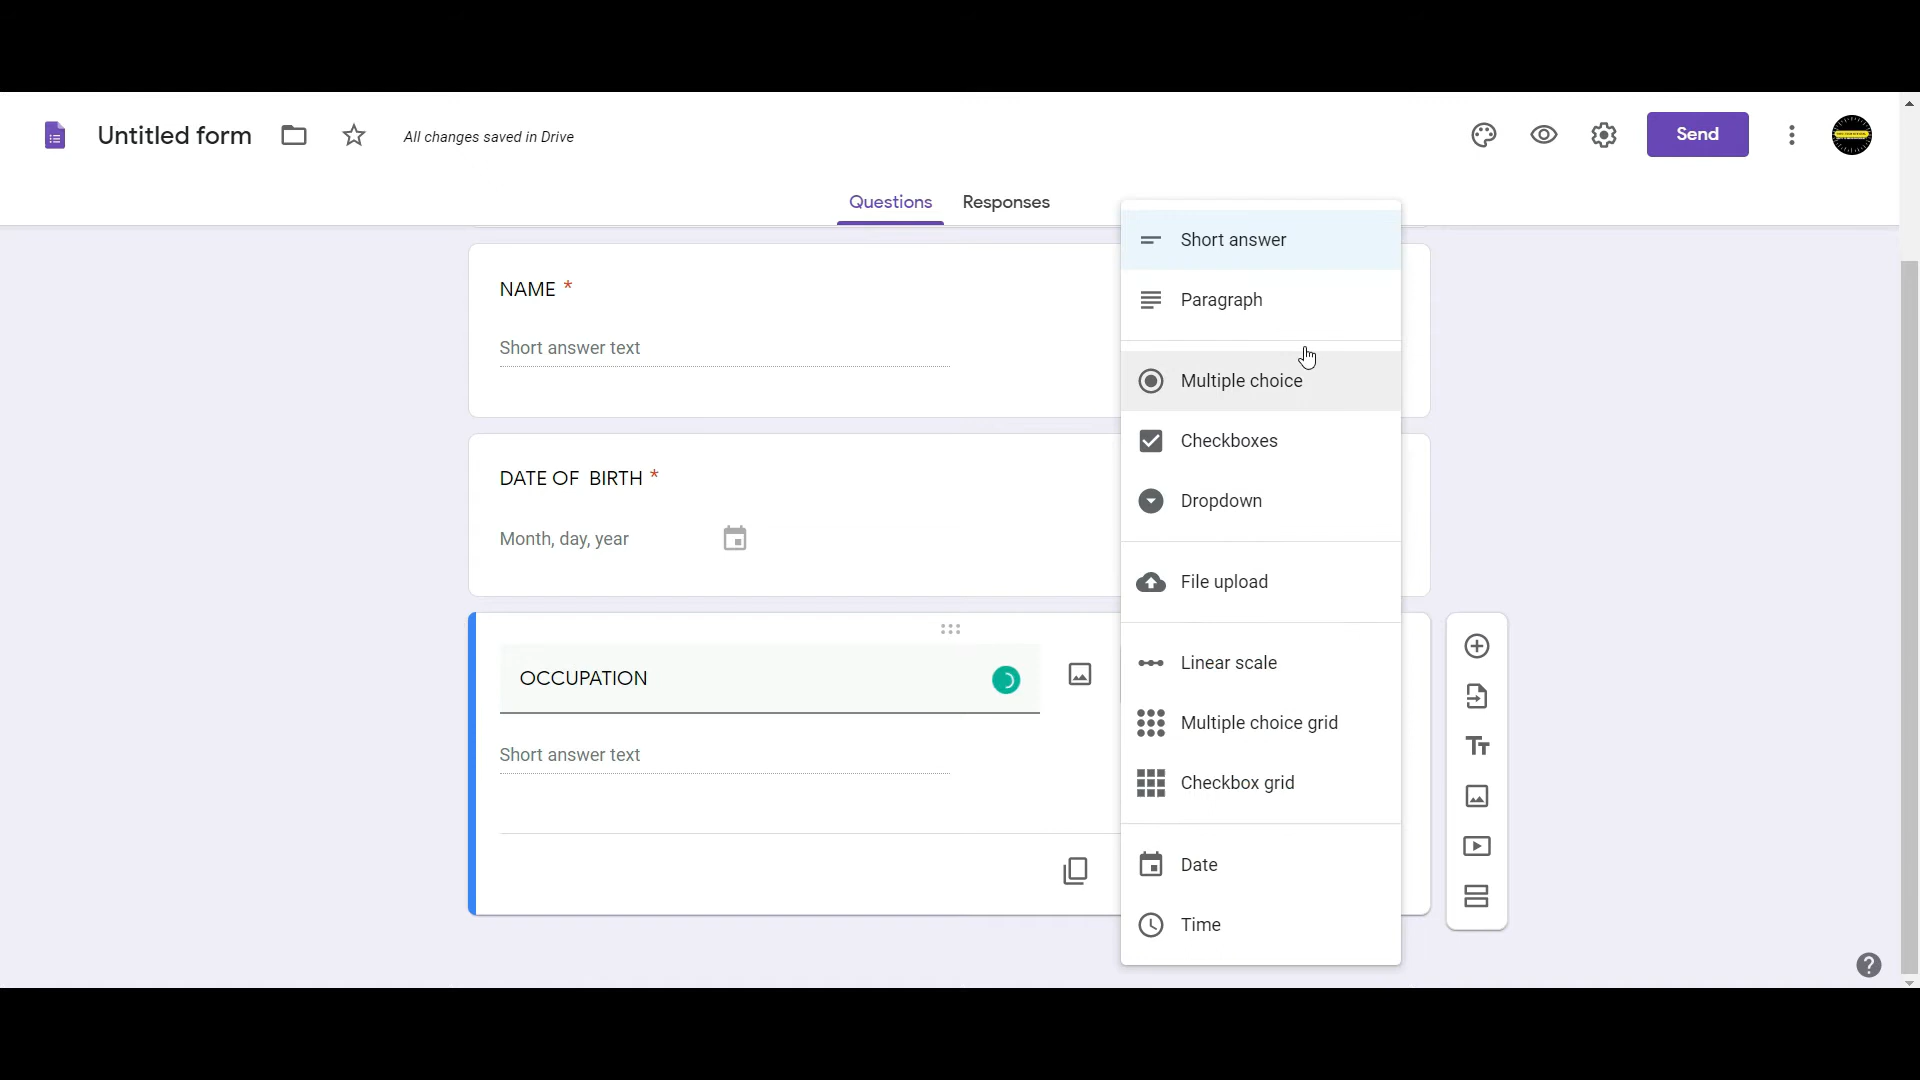 Untitled form
All changes saved in Drive
Send
Questions
Responses
NAME *
Short answer text
DATE OF BIRTH *
Month, day, year
OCCUPATION
Short answer text
Short answer
Paragraph
Multiple choice
Checkboxes
Dropdown
File upload
Linear scale
Multiple choice grid
Checkbox grid
Date
Time
Tт